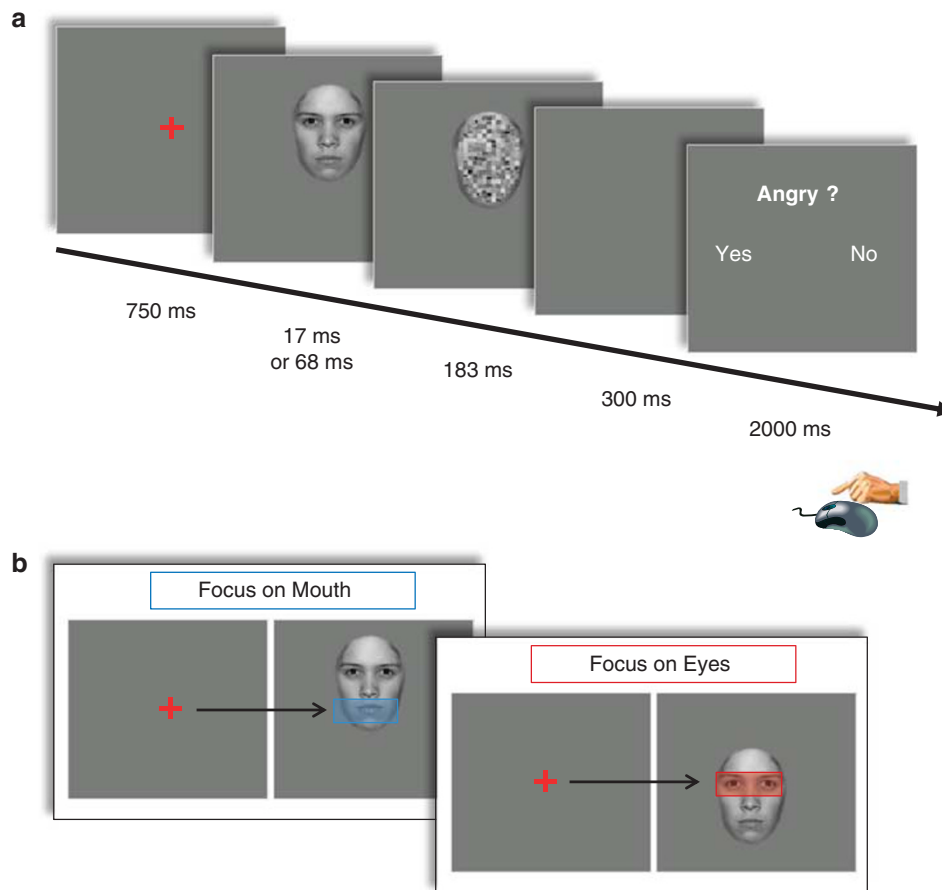 a
Angry ?
Yes No
750 ms
17 ms
or 68 ms
183 ms
300 ms
2000 ms
b
Focus on Mouth
Focus on Eyes